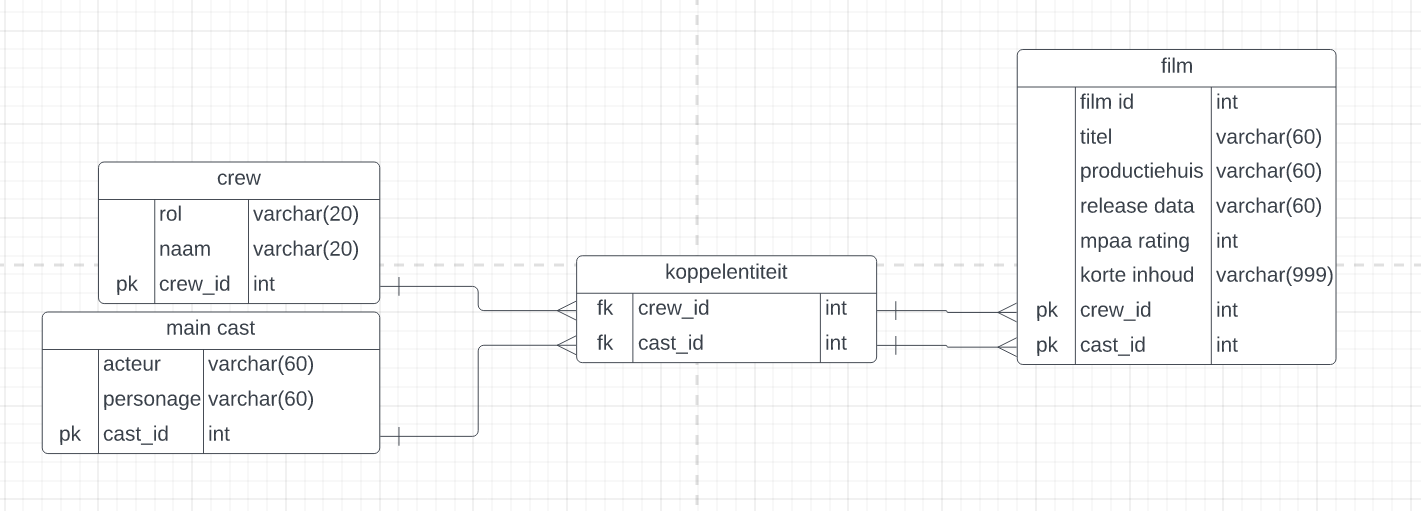 crew
rol varchar(20)
naam varchar(20)
pk crew_id int
main cast
acteur varchar(60)
personage varchar(60)
pk cast_id int
koppelentiteit
fk crew_id int
fk cast_id int
film
film id int
titel varchar(60)
productiehuis varchar(60)
release data varchar(60)
mpaa rating int
korte inhoud varchar(999)
pk crew_id int
pk cast_id int